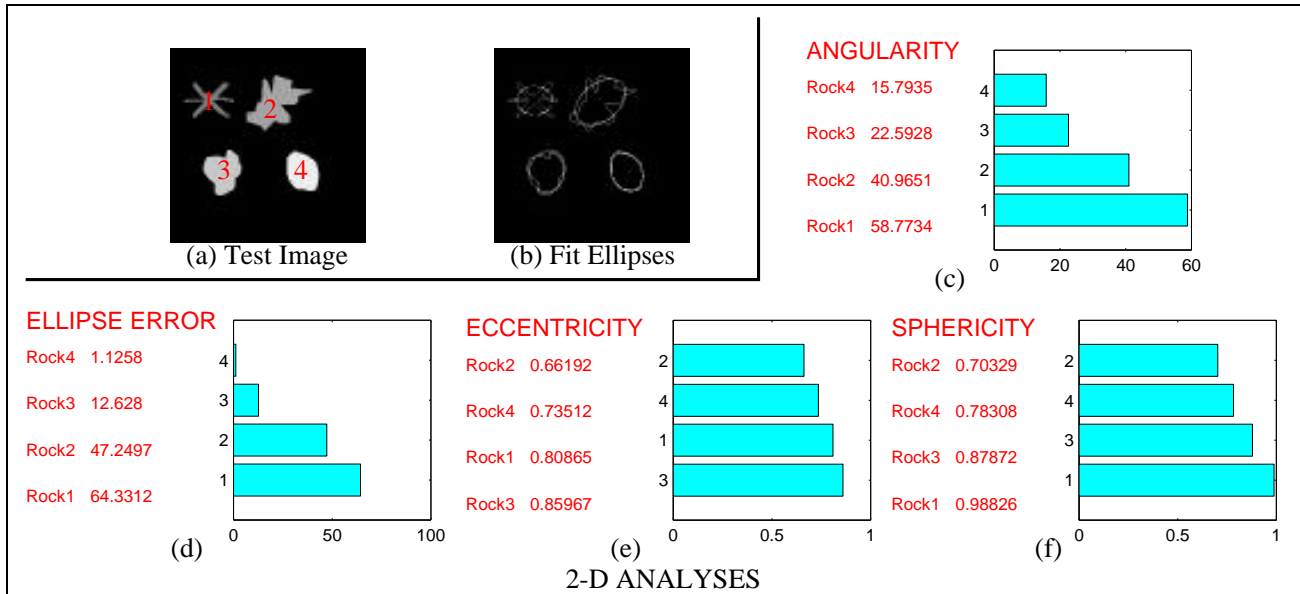 1
2
3
4
(a) Test Image
(b) Fit Ellipses
ANGULARITY
Rock4 15.7935
Rock3 22.5928
Rock2 40.9651
Rock1 58.7734
4
3
2
1
0 20 40 60
(c)
ELLIPSE ERROR
Rock4 1.1258
Rock3 12.628
Rock2 47.2497
Rock1 64.3312
4
3
2
1
0 50 100
(d)
ECCENTRICITY
Rock2 0.66192
Rock4 0.73512
Rock1 0.80865
Rock3 0.85967
2
4
1
3
0 0.5 1
(e)
SPHERICITY
Rock2 0.70329
Rock4 0.78308
Rock3 0.87872
Rock1 0.98826
2
4
3
1
0 0.5 1
(f)
2-D ANALYSES